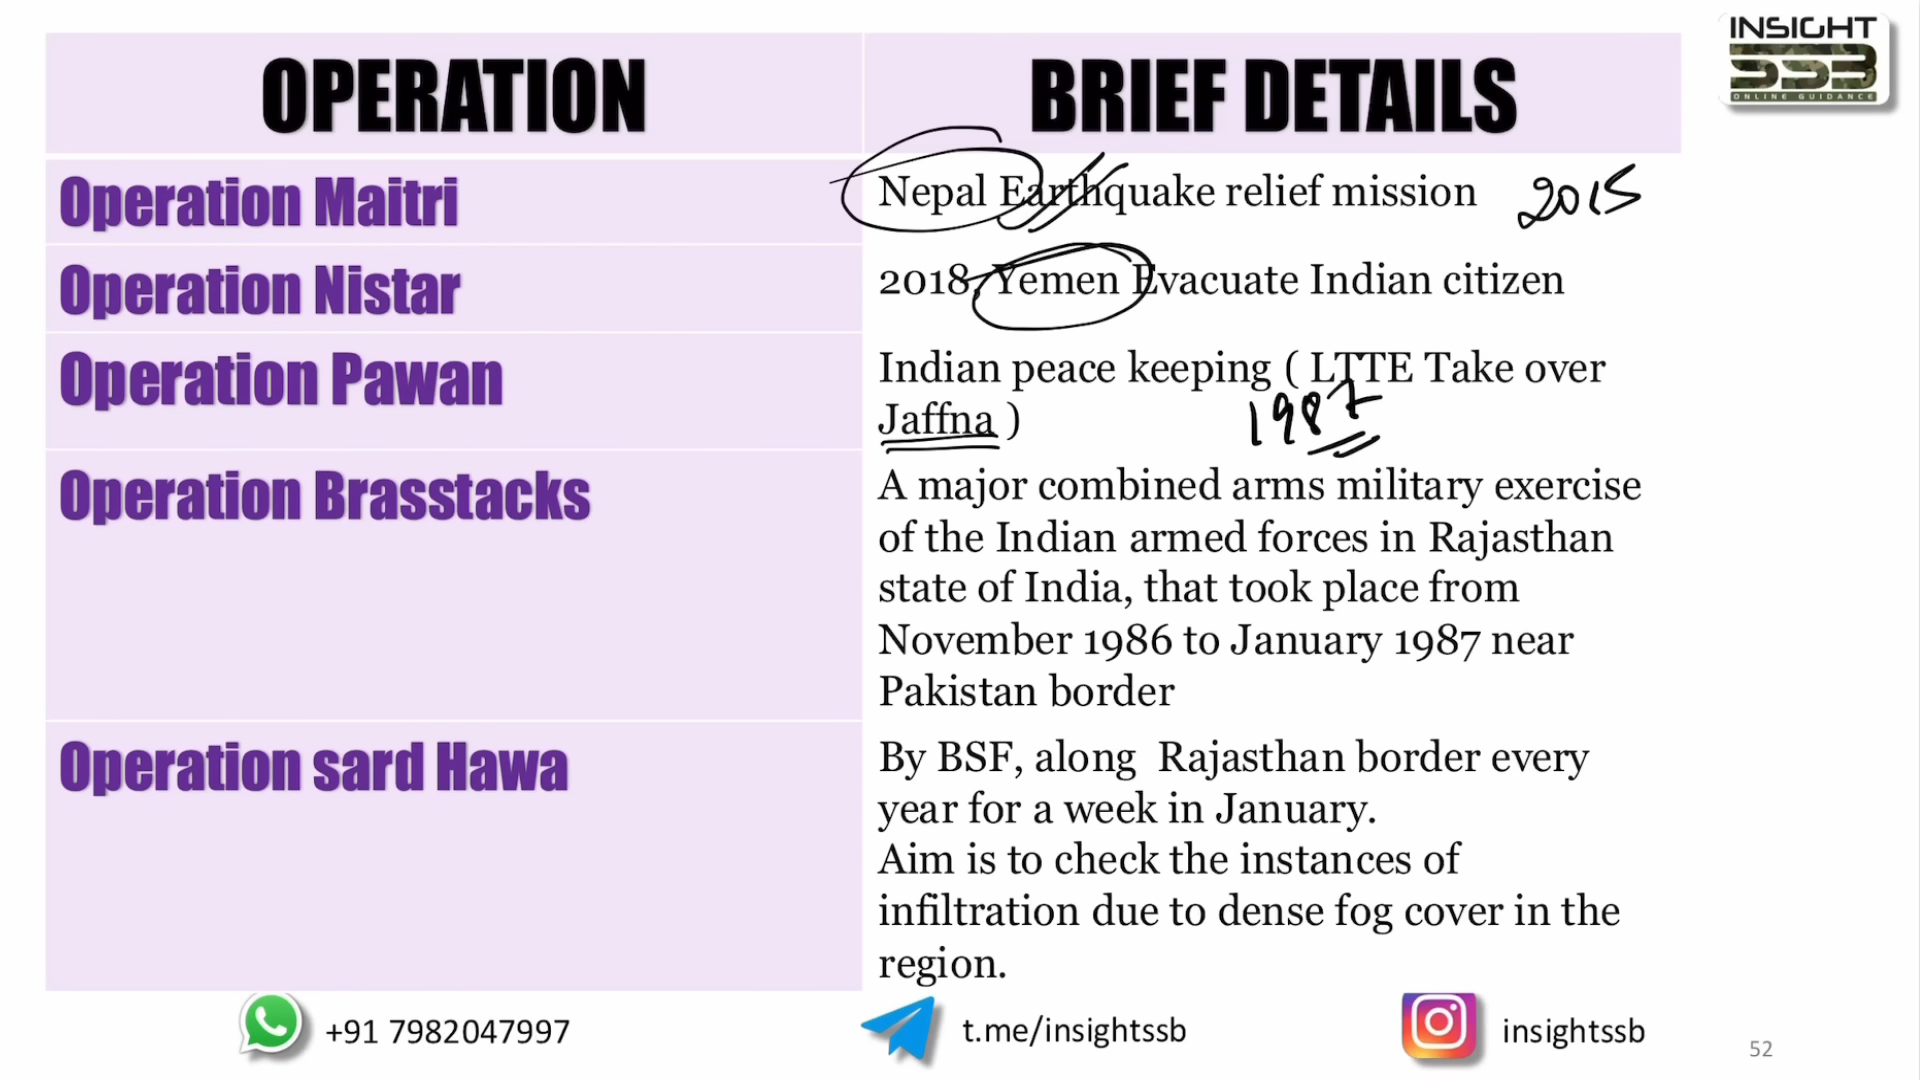 INSIGHT
SSB
ONLINE GUIDANCE
OPERATION
BRIEF DETAILS
Operation Maitri
Nepal Earthquake relief mission
2015
Operation Nistar
2018, Yemen Evacuate Indian citizen
Operation Pawan
Indian peace keeping ( LTTE Take over
Jaffna )
1987
Operation Brasstacks
A major combined arms military exercise
of the Indian armed forces in Rajasthan
state of India, that took place from
November 1986 to January 1987 near
Pakistan border
Operation sard Hawa
By BSF, along Rajasthan border every
year for a week in January.
Aim is to check the instances of
infiltration due to dense fog cover in the
region.
+91 7982047997
t.me/insightssb
insightssb
52